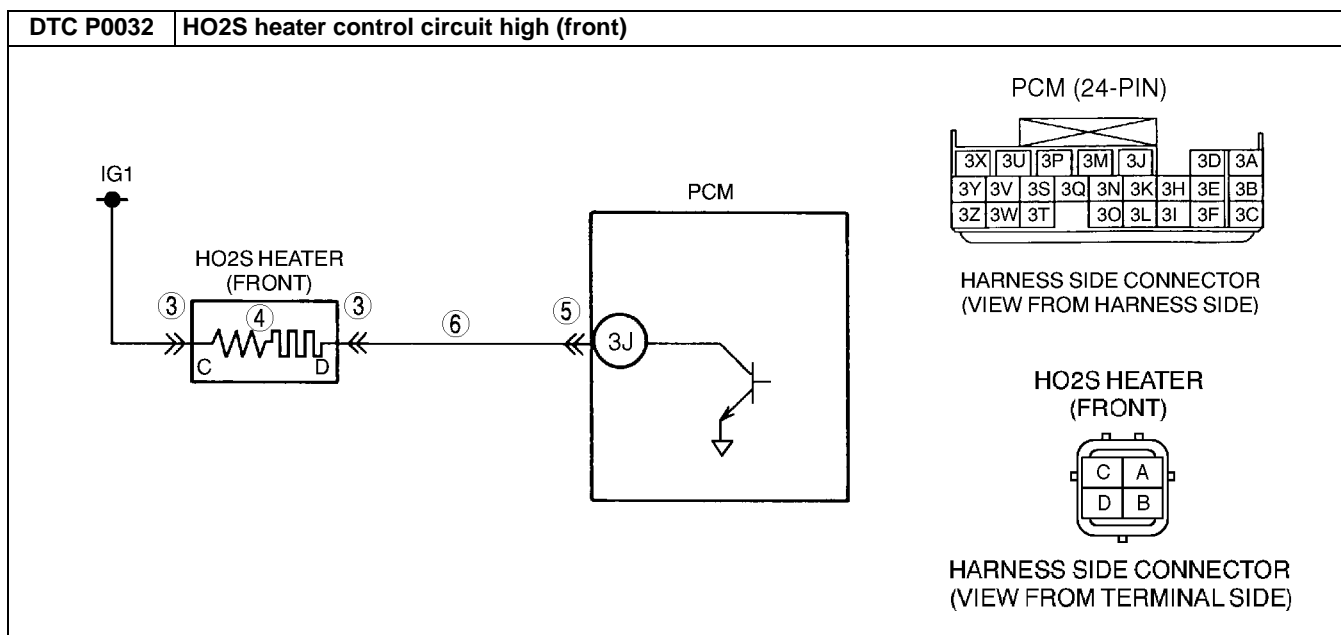 DTC P0032 HO2S heater control circuit high (front)
IG1
HO2S HEATER
(FRONT)
3
4
3
C
D
6
5
PCM
3J
PCM (24-PIN)
3X 3U 3P 3M 3J 3D 3A
3Y 3V 3S 3Q 3N 3K 3H 3E 3B
3Z 3W 3T 3O 3L 3I 3F 3C
HARNESS SIDE CONNECTOR
(VIEW FROM HARNESS SIDE)
HO2S HEATER
(FRONT)
C A
D B
HARNESS SIDE CONNECTOR
(VIEW FROM TERMINAL SIDE)